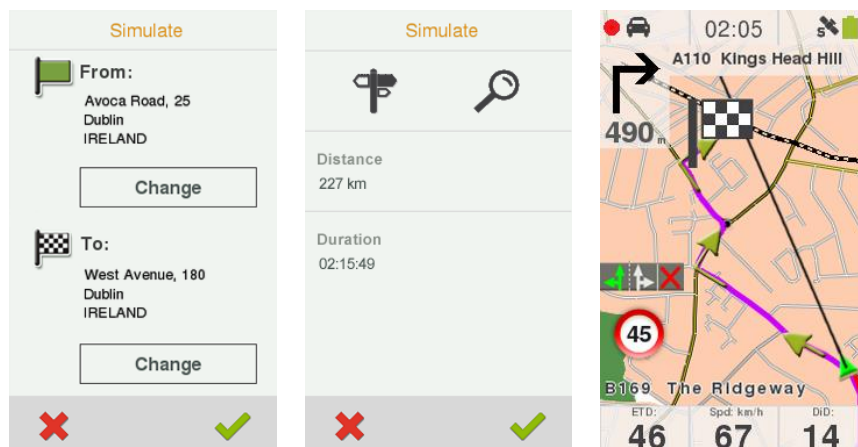 Simulate
From:
Avoca Road, 25
Dublin
IRELAND
Change
To:
West Avenue, 180
Dublin
IRELAND
Change
Simulate
Distance
227 km
Duration
02:15:49
02:05
S
A110 Kings Head Hill
490 m
45
B169 The Ridgeway
ETD:
46
Spd: km/h
67
DiD:
14